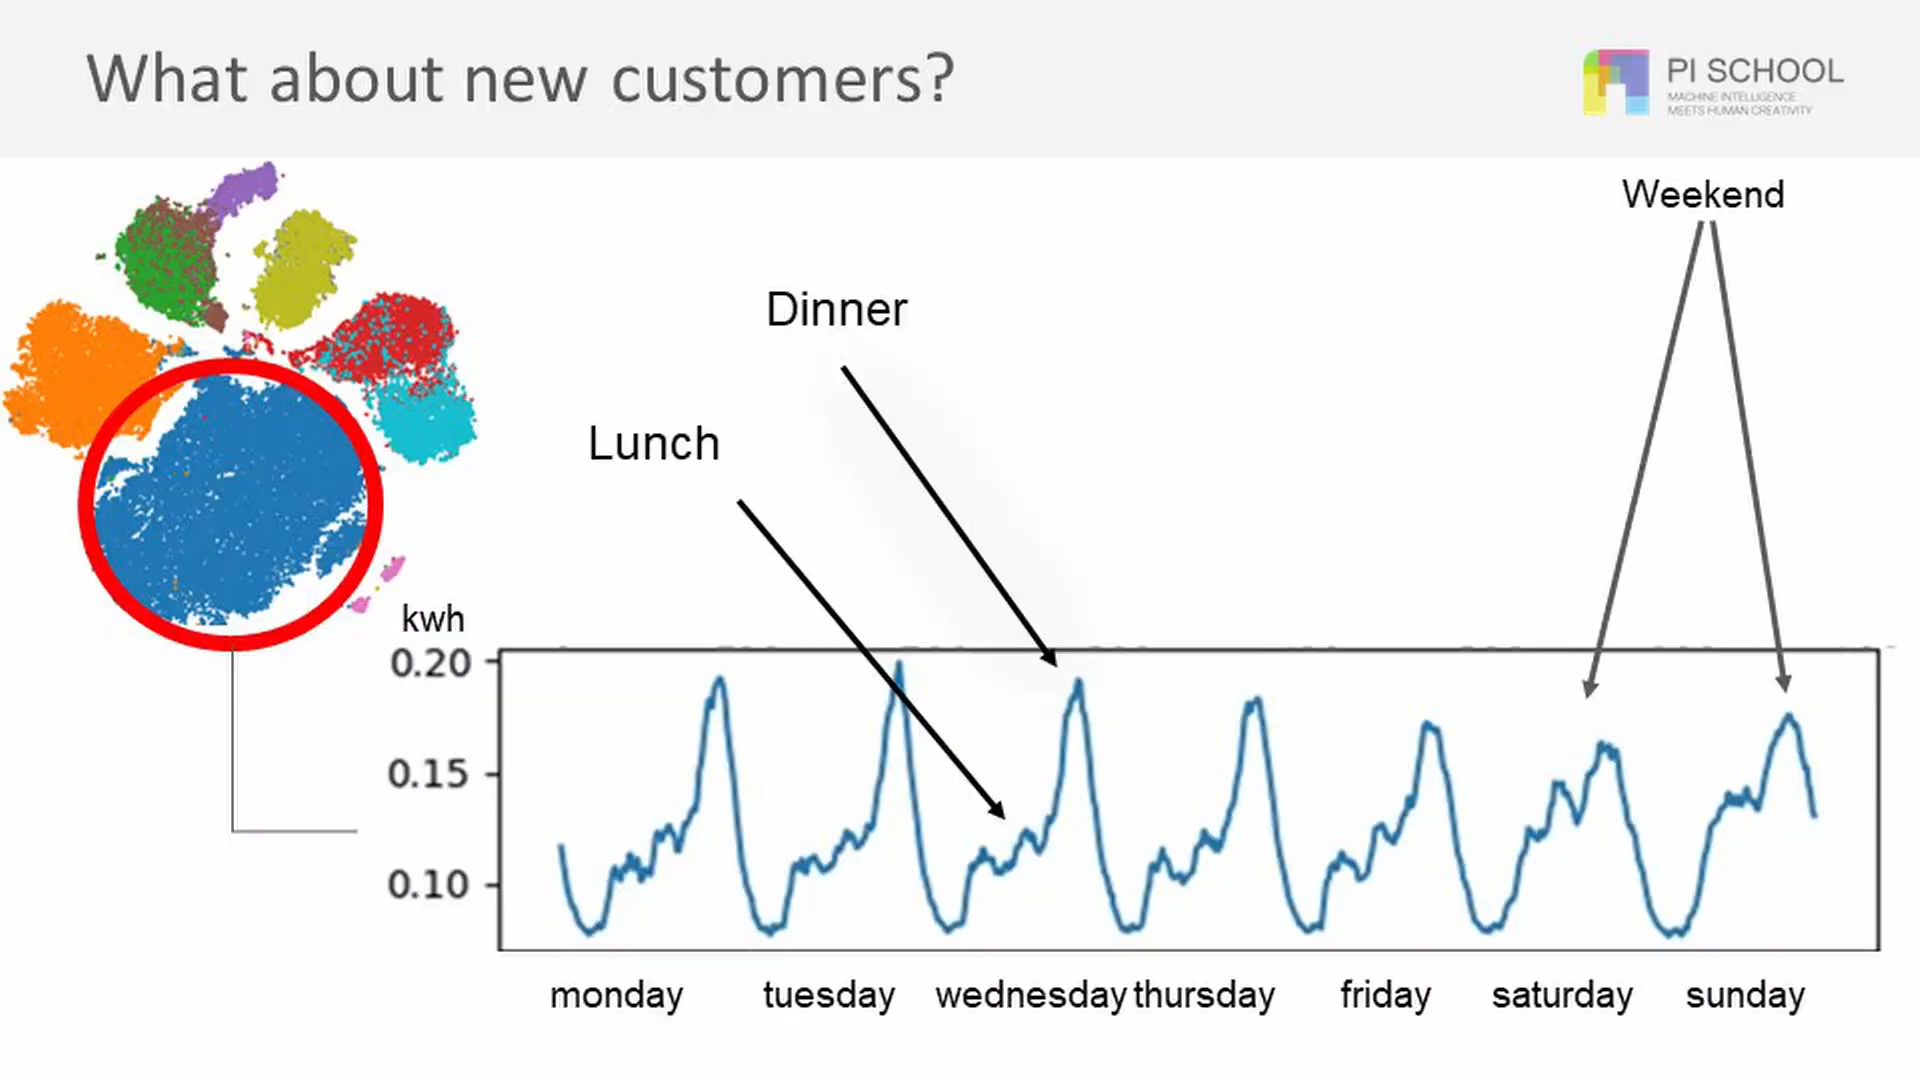 What about new customers?
PI SCHOOL
MACHINE INTELLIGENCE
MEETS HUMAN CREATIVITY
Weekend
Dinner
Lunch
kwh
0.20
0.15
0.10
monday tuesday wednesday thursday friday saturday sunday